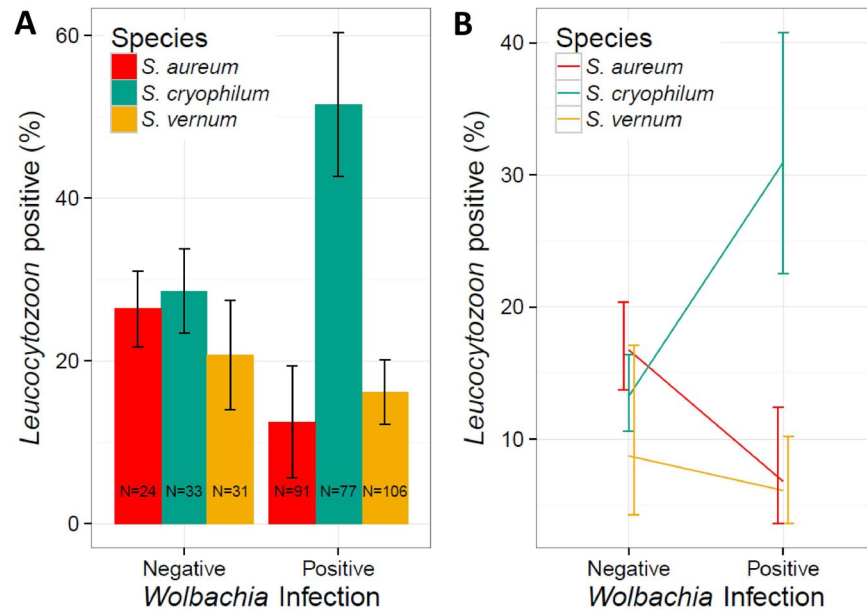 A
Species
S. aureum
S. cryophilum
S. vernum
Leucocytozoon positive (%)
60
40
20
0
N=24 N=33 N=31 N=91 N=77 N=106
Negative Positive
Wolbachia Infection
B
Species
S. aureum
S. cryophilum
S. vernum
Leucocytozoon positive (%)
40
30
20
10
Negative Positive
Wolbachia Infection